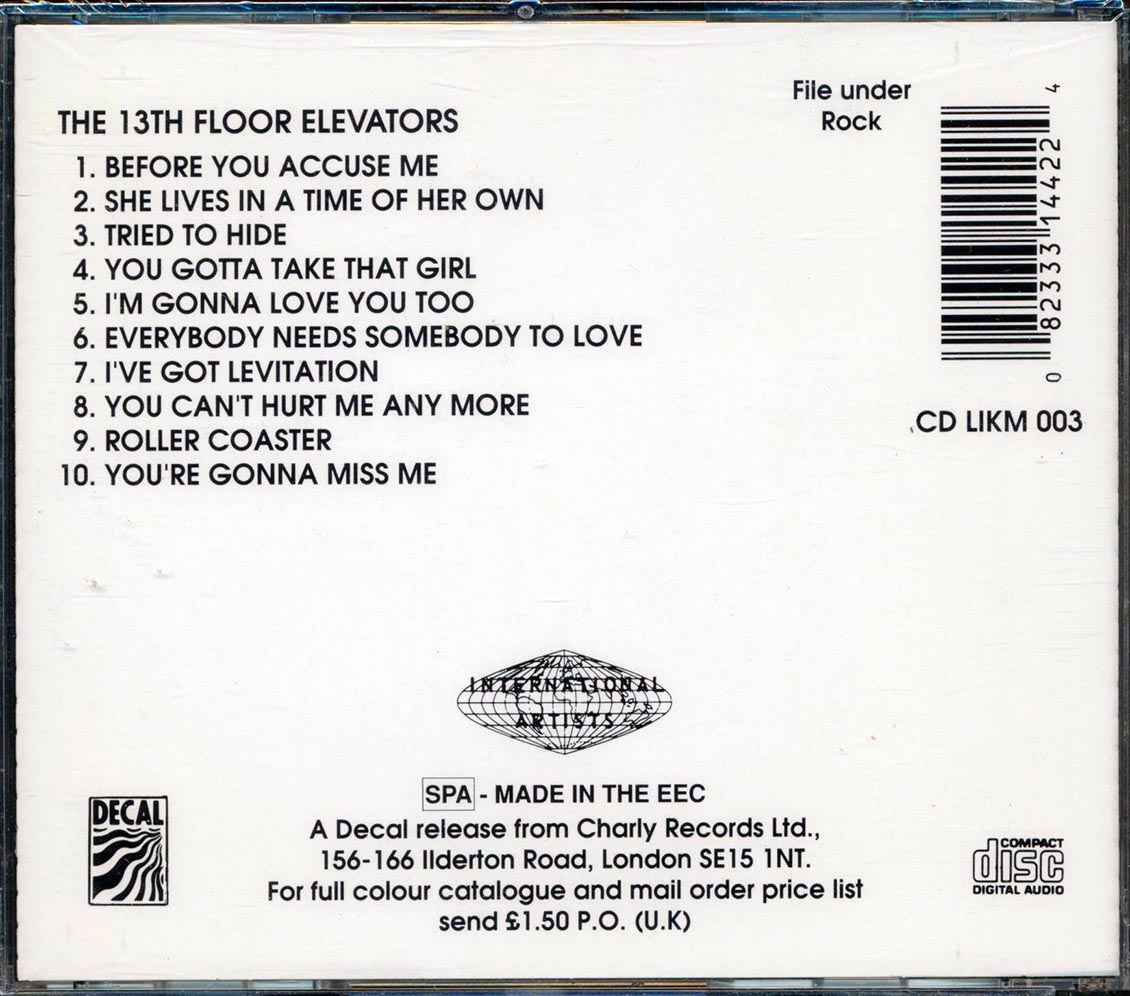 File under
Rock
THE 13TH FLOOR ELEVATORS
1. BEFORE YOU ACCUSE ME
2. SHE LIVES IN A TIME OF HER OWN
3. TRIED TO HIDE
4. YOU GOTTA TAKE THAT GIRL
5. I'M GONNA LOVE YOU TOO
6. EVERYBODY NEEDS SOMEBODY TO LOVE
7. I'VE GOT LEVITATION
8. YOU CAN'T HURT ME ANY MORE
9. ROLLER COASTER
10. YOU'RE GONNA MISS ME
0 82333 14422 4
CD LIKM 003
INTERNATIONAL
ARTISTS
SPA - MADE IN THE EEC
A Decal release from Charly Records Ltd.,
156-166 Ilderton Road, London SE15 1NT.
For full colour catalogue and mail order price list
send £1.50 P.O. (U.K)
DECAL
COMPACT
disc
DIGITAL AUDIO